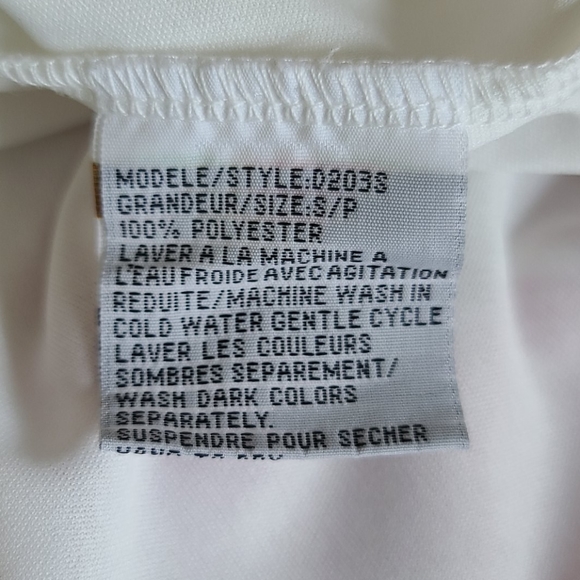 MODELE/STYLE:D203S
GRANDEUR/SIZE:S/P
100% POLYESTER
LAVER A LA MACHINE A
L'EAU FROIDE AVEC AGITATION
REDUITE/MACHINE WASH IN
COLD WATER GENTLE CYCLE
LAVER LES COULEURS
SOMBRES SEPAREMENT/
WASH DARK COLORS
SEPARATELY.
SUSPENDRE POUR SECHER